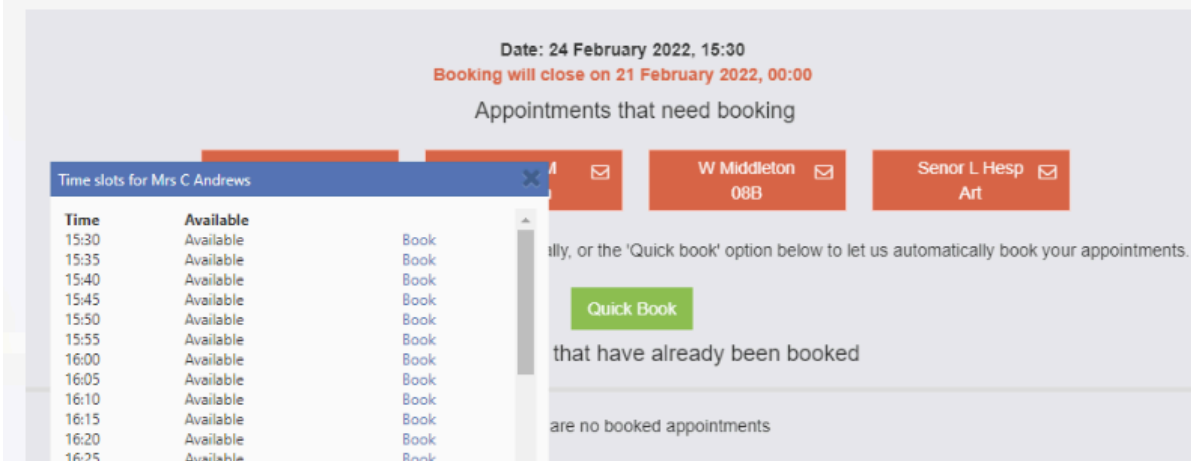 Date: 24 February 2022, 15:30
Booking will close on 21 February 2022, 00:00
Appointments that need booking
M
W Middleton
08B
Senor L Hesp
Art
Time slots for Mrs C Andrews
Time Available
15:30 Available Book
15:35 Available Book
15:40 Available Book
15:45 Available Book
15:50 Available Book
15:55 Available Book
16:00 Available Book
16:05 Available Book
16:10 Available Book
16:15 Available Book
16:20 Available Book
16:25 Available Book
or the 'Quick book' option below to let us automatically book your appointments.
Quick Book
that have already been booked
are no booked appointments